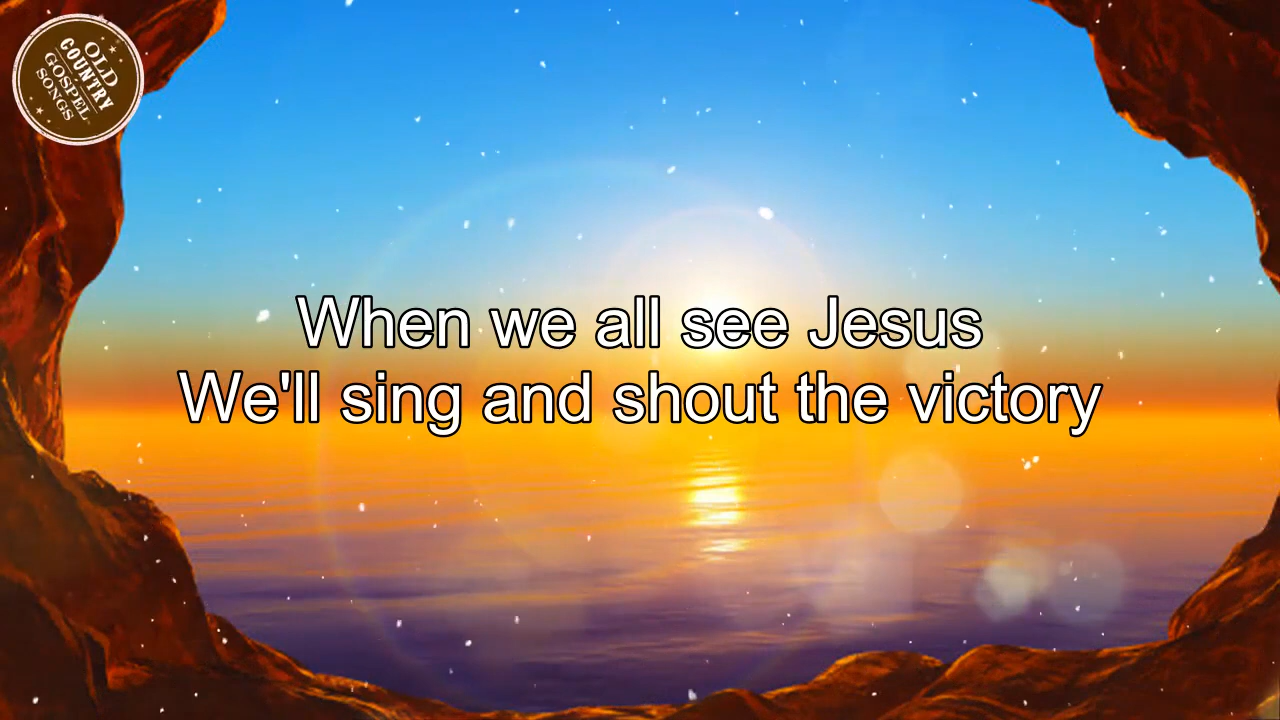 OLD
COUNTRY
GOSPEL
SONGS
When we all see Jesus
We'll sing and shout the victory